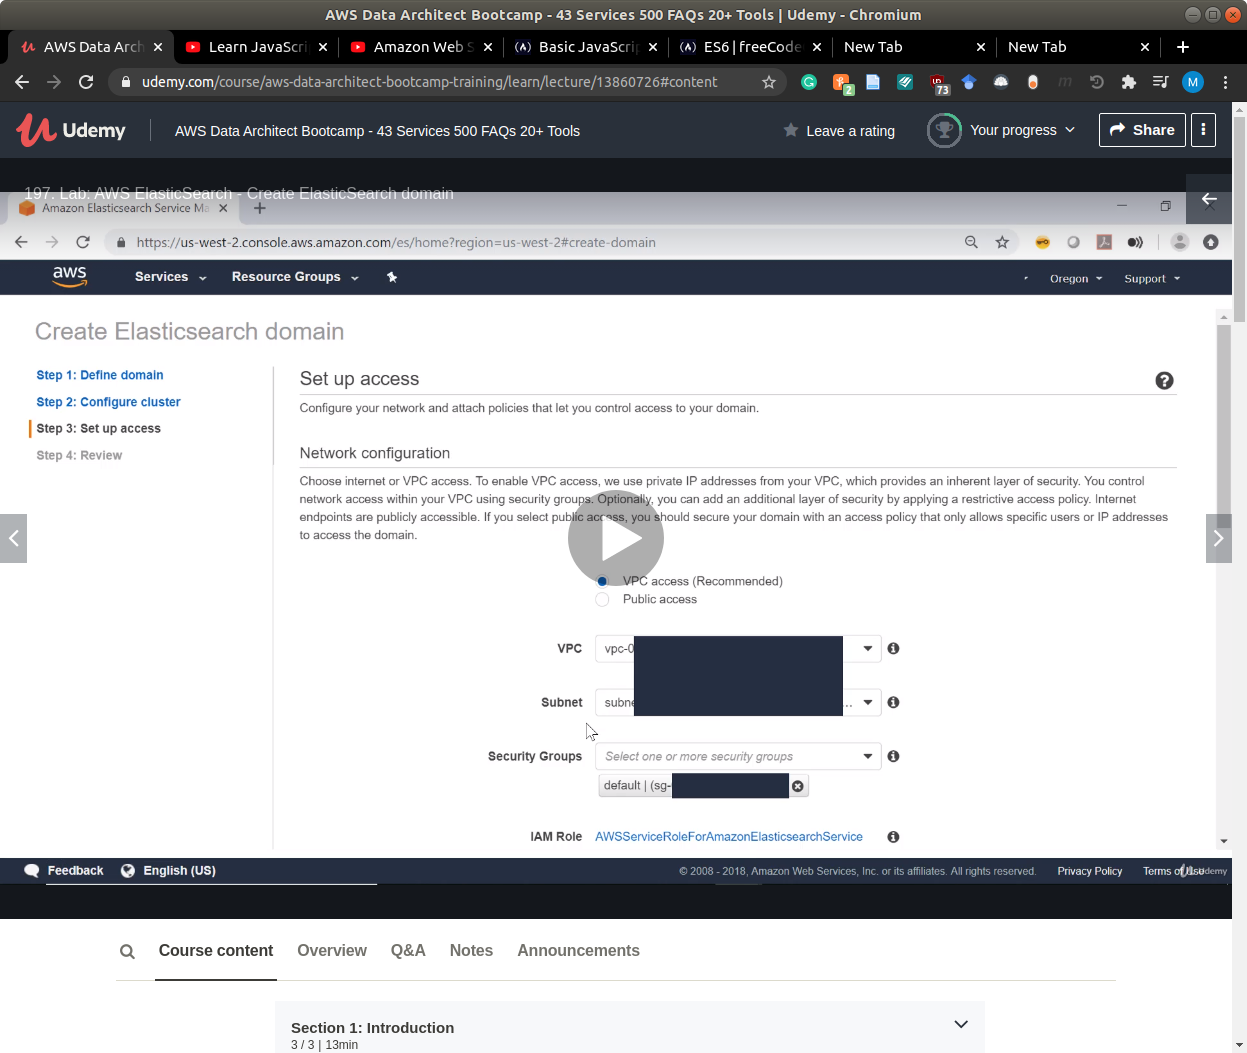 AWS Data Architect Bootcamp - 43 Services 500 FAQs 20+ Tools | Udemy - Chromium
AWS Data Arch
Learn JavaScri
Amazon Web S
Basic JavaScrip
ES6 | freeCode
New Tab
New Tab
udemy.com/course/aws-data-architect-bootcamp-training/learn/lecture/13860726#content
2
73
M
Udemy
AWS Data Architect Bootcamp - 43 Services 500 FAQs 20+ Tools
Leave a rating
Your progress
Share
197. Lab: AWS ElasticSearch - Create ElasticSearch domain
Amazon Elasticsearch Service Ma
https://us-west-2.console.aws.amazon.com/es/home?region=us-west-2#create-domain
aws
Services
Resource Groups
Oregon
Support
Create Elasticsearch domain
Step 1: Define domain
Step 2: Configure cluster
Step 3: Set up access
Step 4: Review
Set up access
Configure your network and attach policies that let you control access to your domain.
Network configuration
Choose internet or VPC access. To enable VPC access, we use private IP addresses from your VPC, which provides an inherent layer of security. You control
network access within your VPC using security groups. Optionally, you can add an additional layer of security by applying a restrictive access policy. Internet
endpoints are publicly accessible. If you select public access, you should secure your domain with an access policy that only allows specific users or IP addresses
to access the domain.
VPC access (Recommended)
Public access
VPC
vpc-0
Subnet
subne
...
Security Groups
Select one or more security groups
default | (sg-
IAM Role
AWSServiceRoleForAmazonElasticsearchService
Feedback
English (US)
© 2008 - 2018, Amazon Web Services, Inc. or its affiliates. All rights reserved.
Privacy Policy
Terms of Use
Udemy
Course content
Overview
Q&A
Notes
Announcements
Section 1: Introduction
3 / 3 | 13min